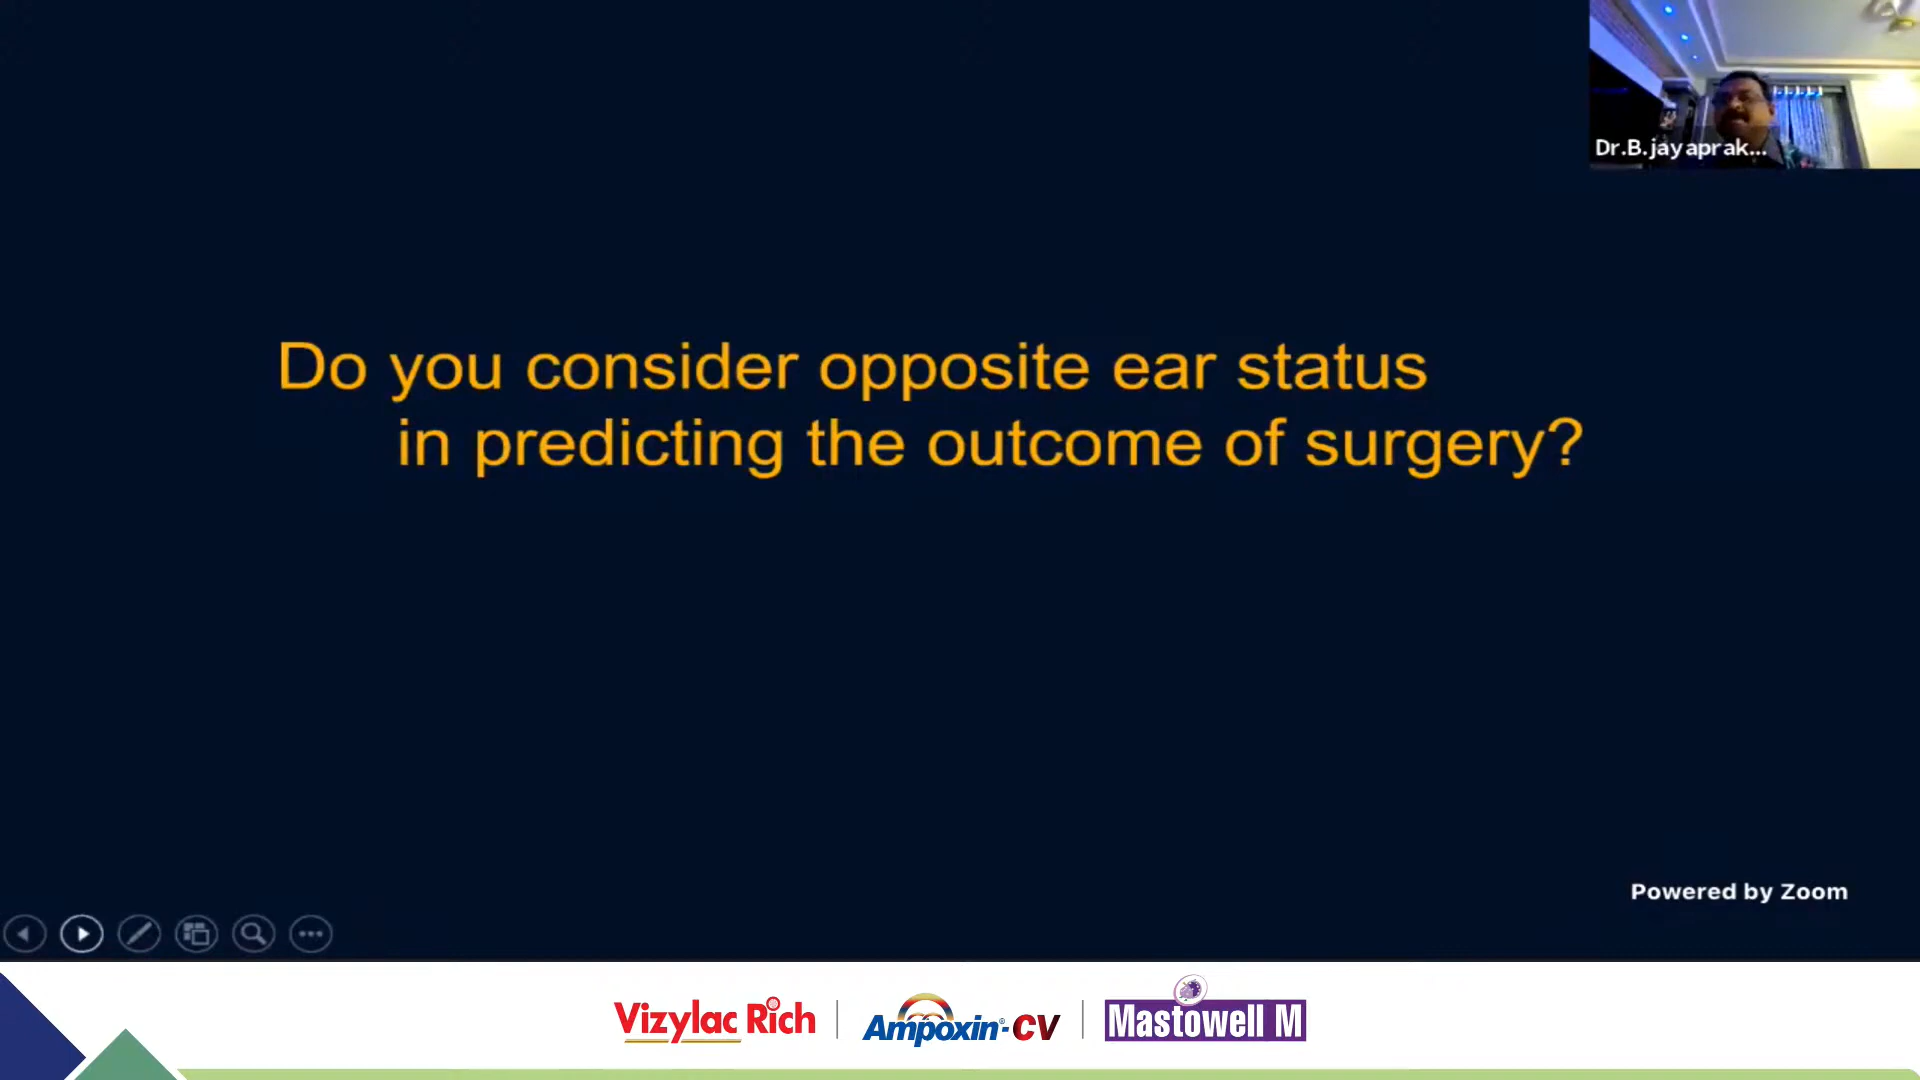 Dr.B.jayaprak...
Do you consider opposite ear status
in predicting the outcome of surgery?
Powered by Zoom
Vizylac Rich
Ampoxin®-CV
Mastowell M